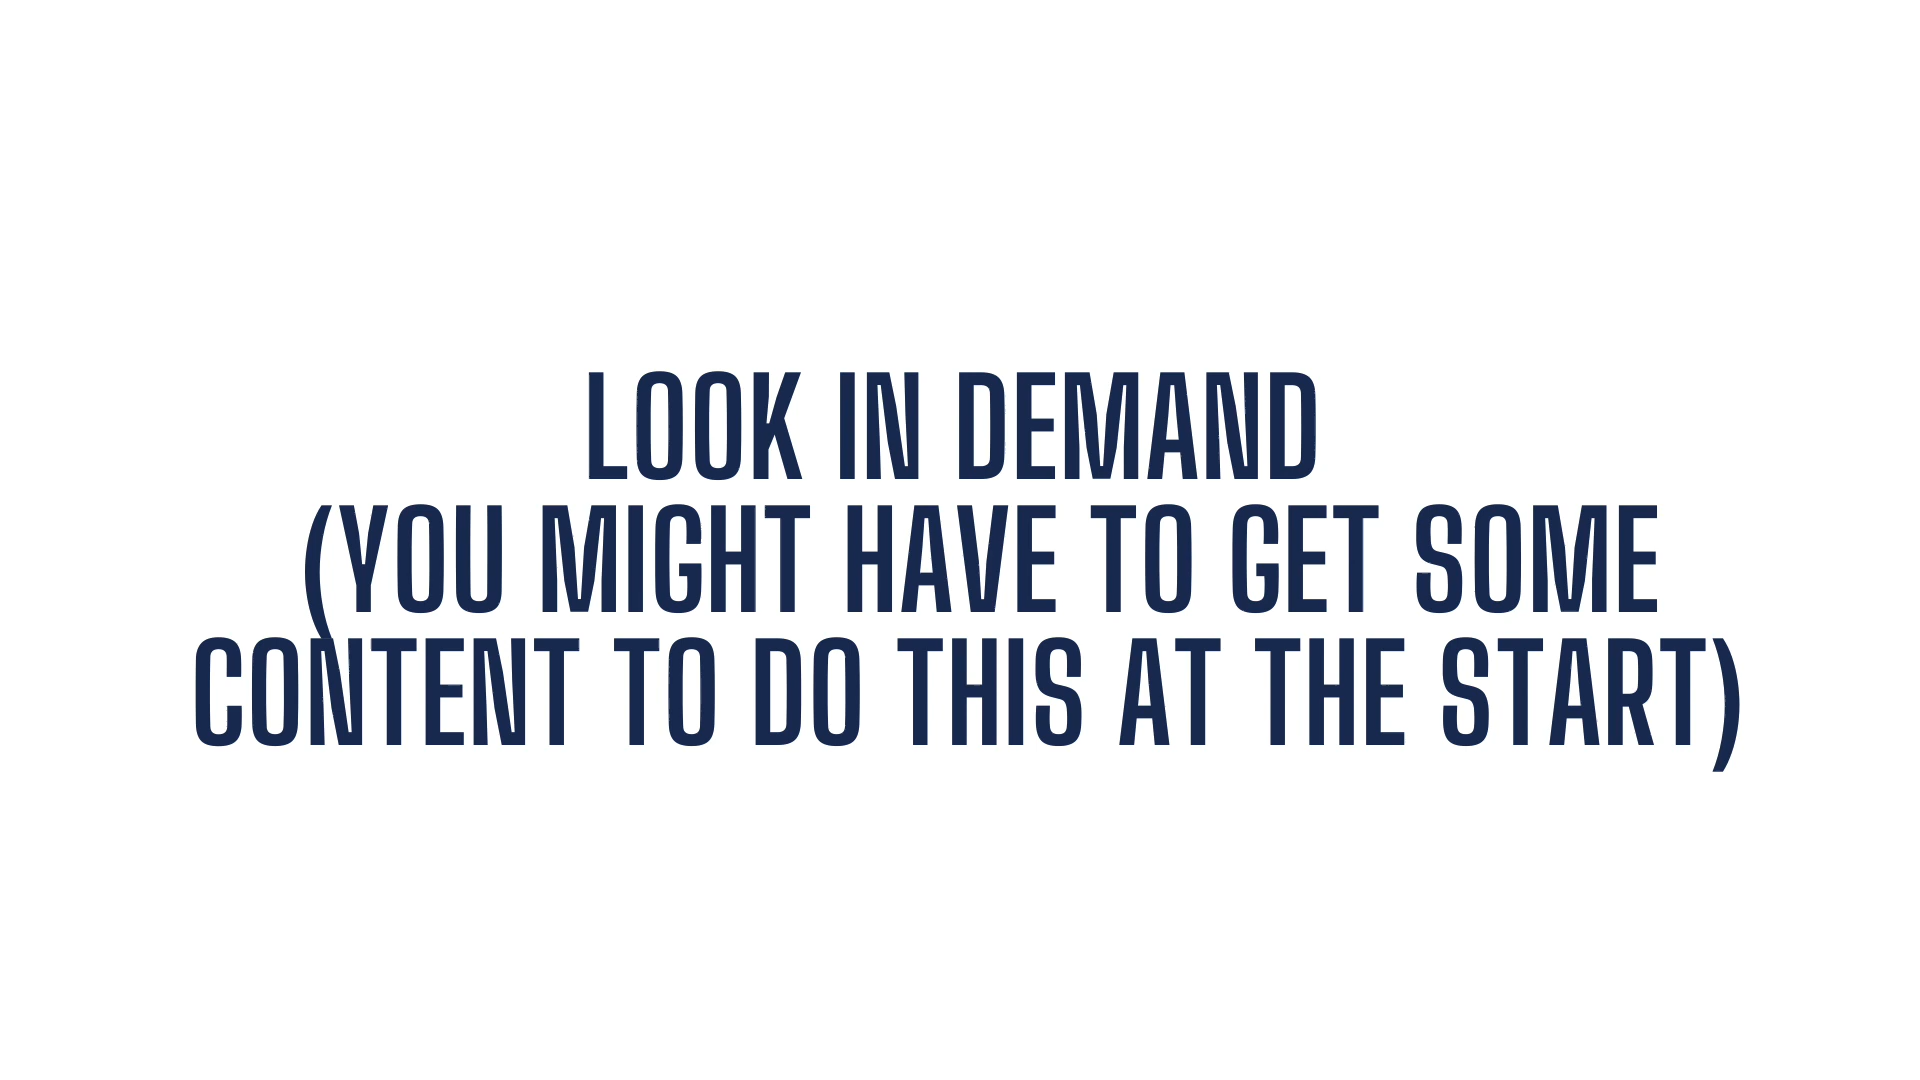 LOOK IN DEMAND
(YOU MIGHT HAVE TO GET SOME
CONTENT TO DO THIS AT THE START)